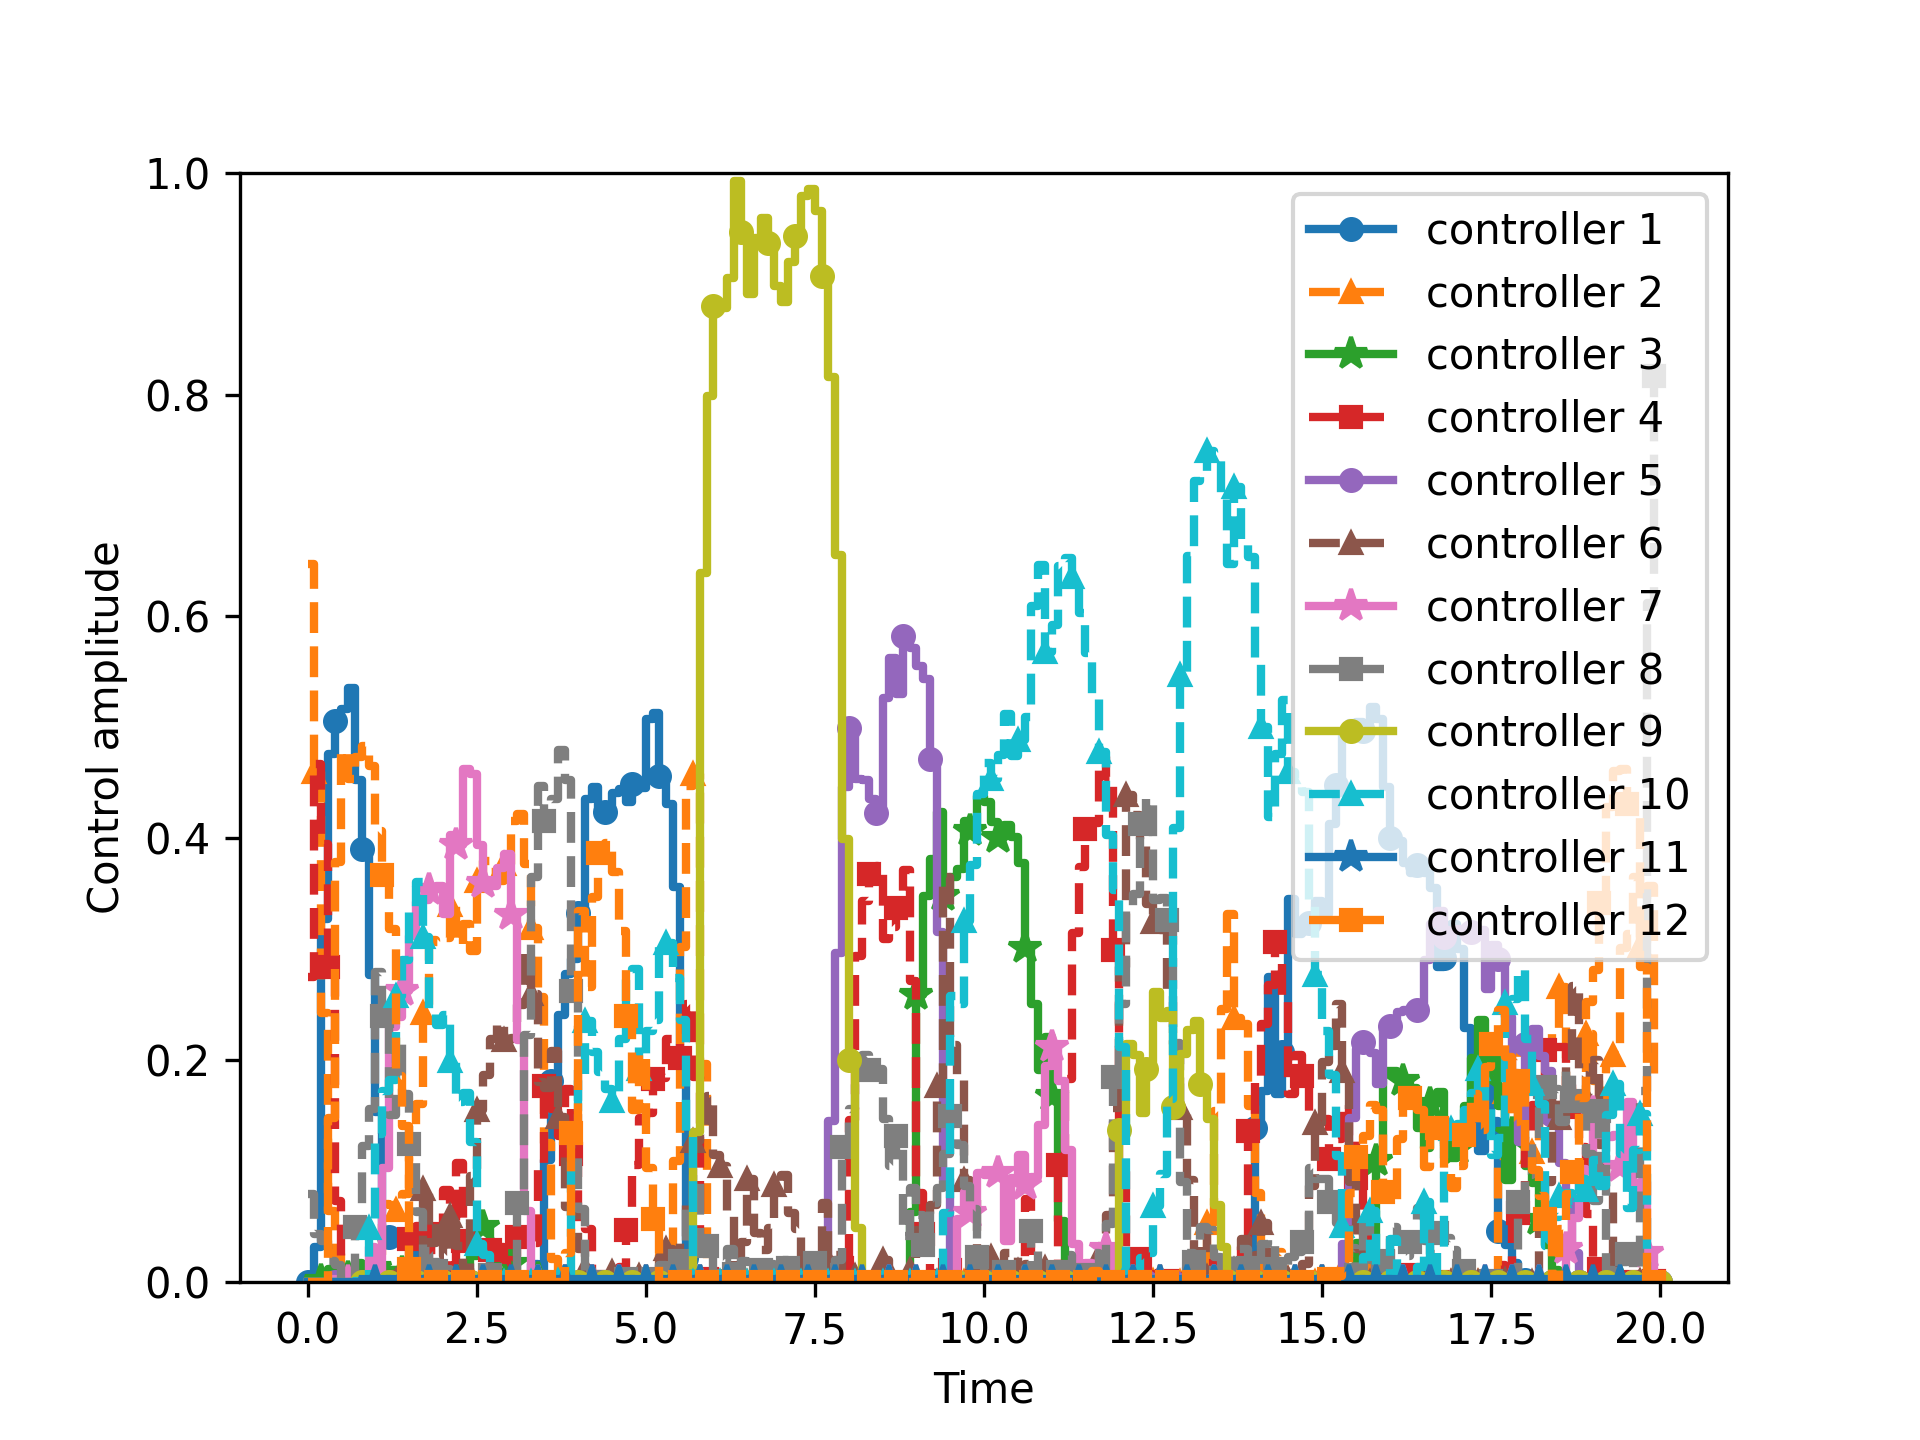 1.0
0.8
0.6
0.4
0.2
0.0
Control amplitude
0.0 2.5 5.0 7.5 10.0 12.5 15.0 17.5 20.0
Time
controller 1
controller 2
controller 3
controller 4
controller 5
controller 6
controller 7
controller 8
controller 9
controller 10
controller 11
controller 12